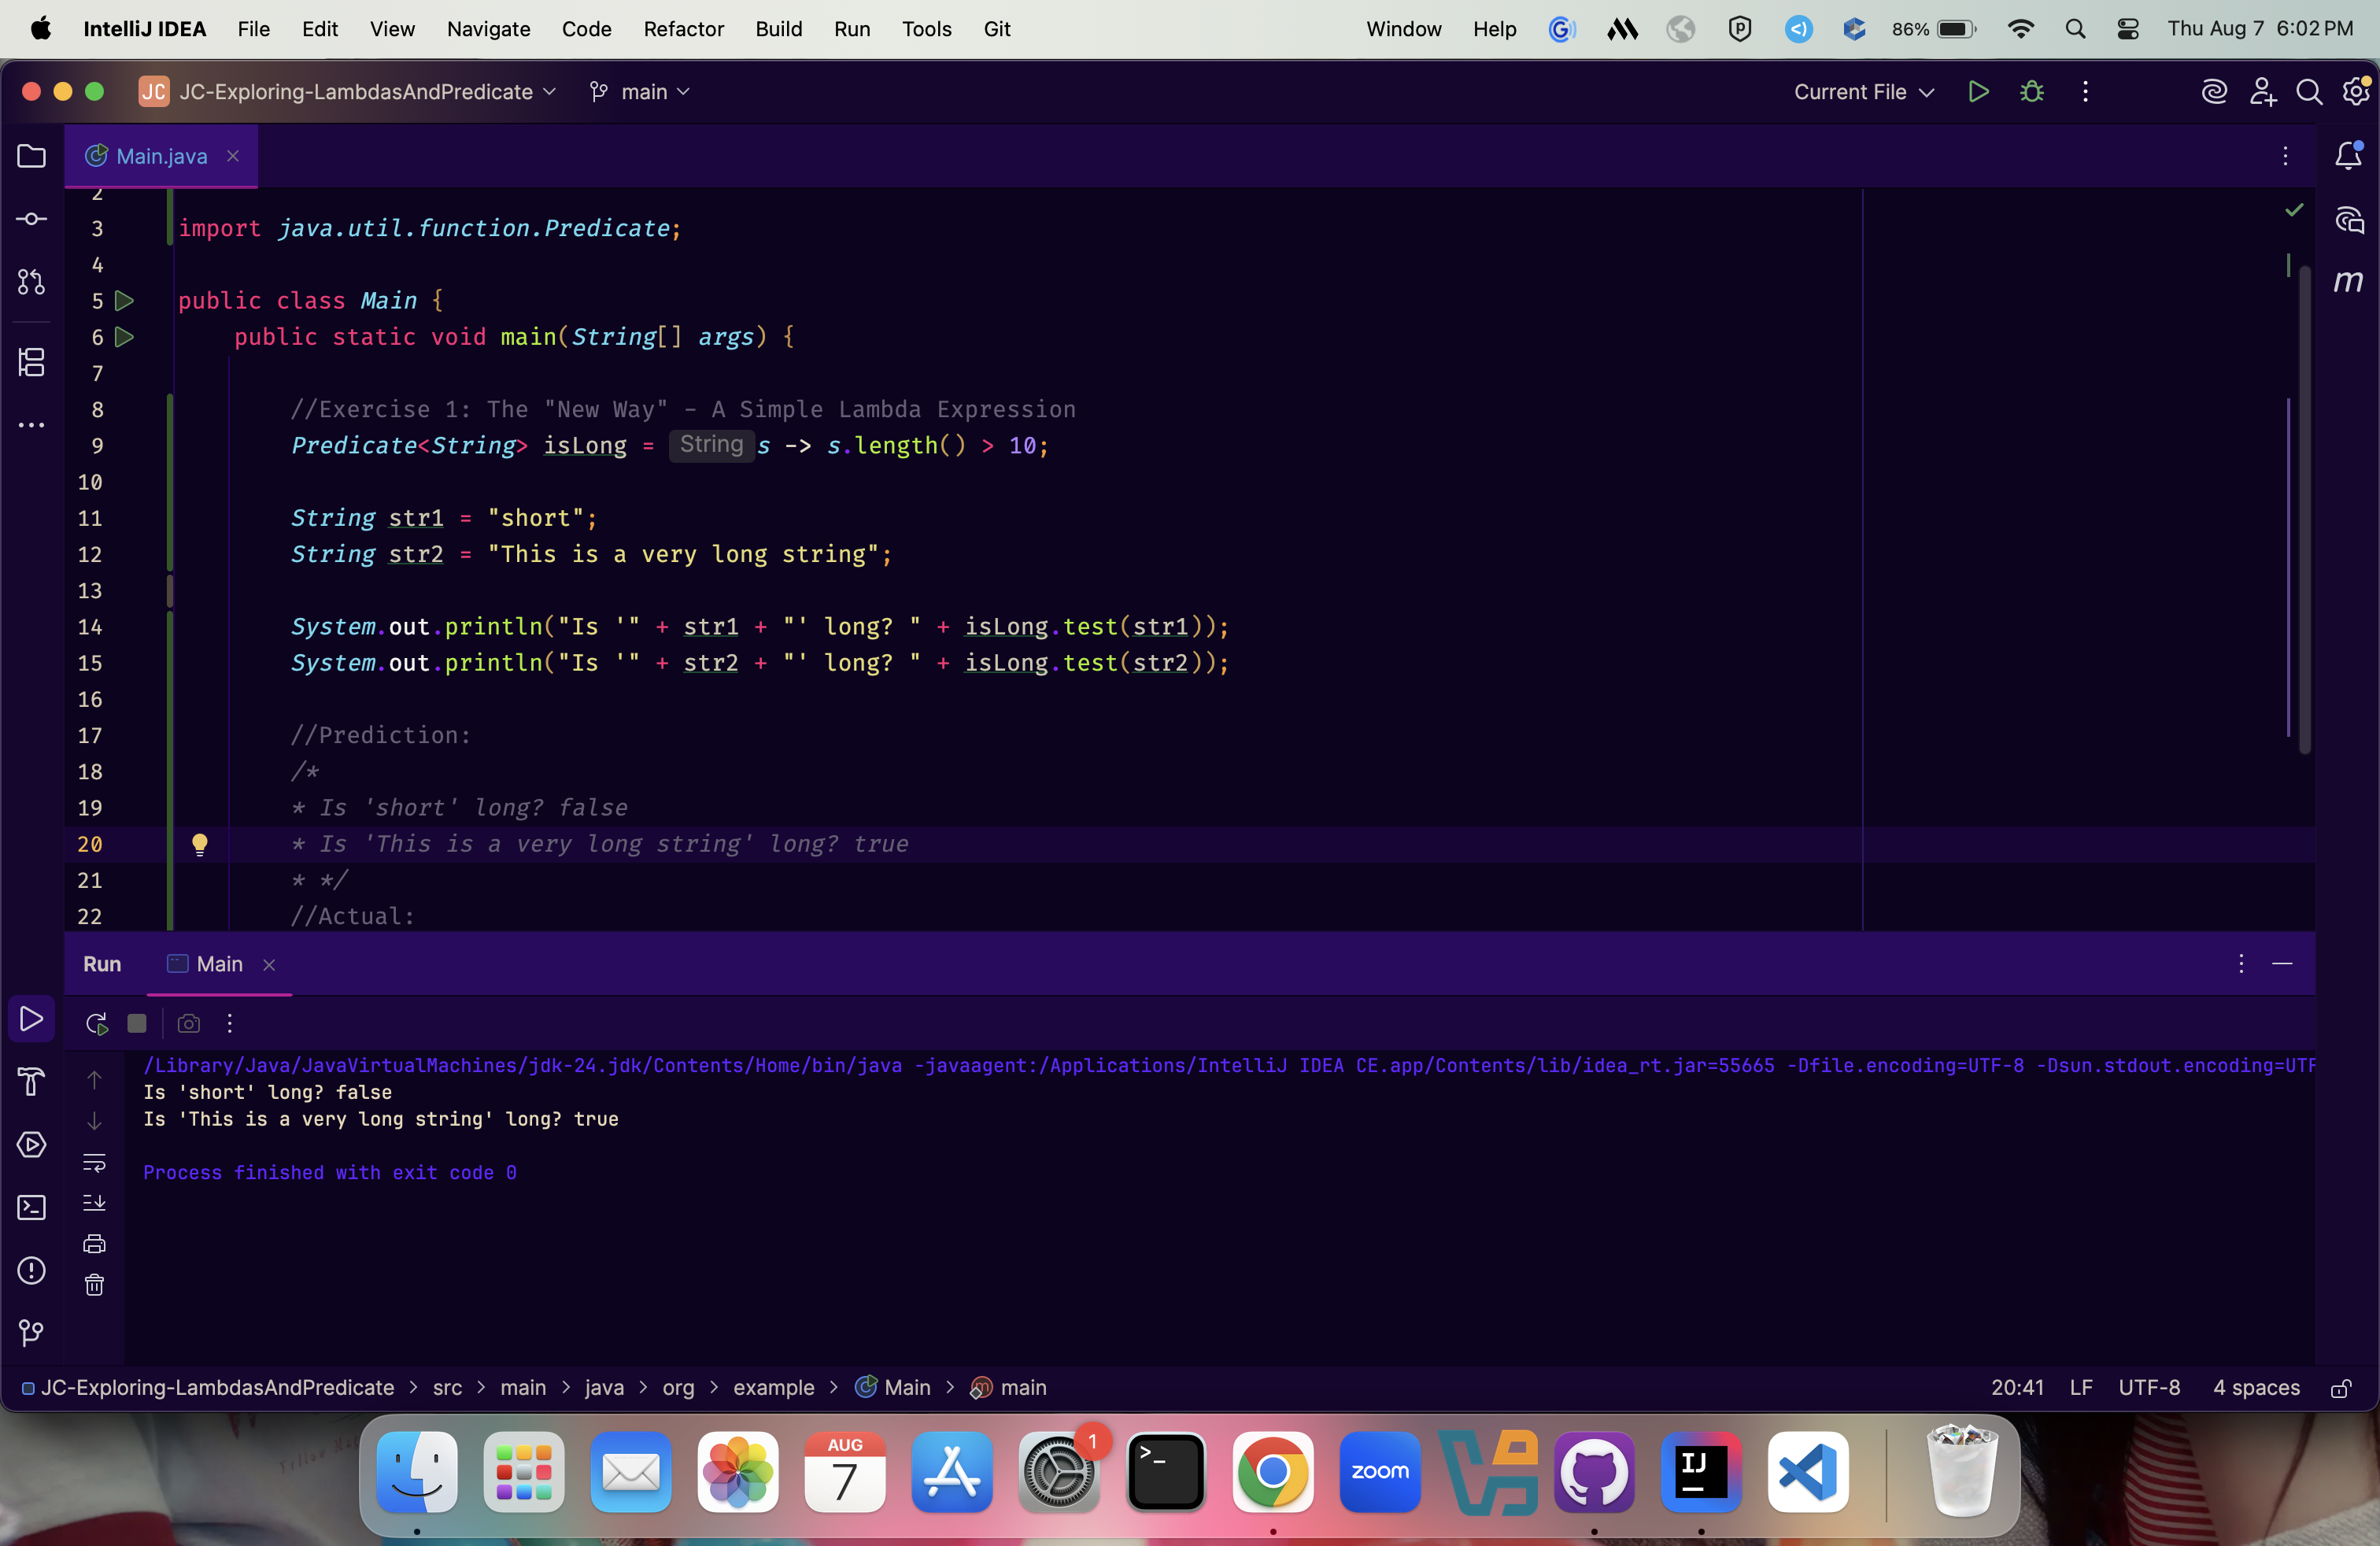 IntelliJ IDEA File Edit View Navigate Code Refactor Build Run Tools Git Window Help 86% Thu Aug 7 6:02 PM
JC JC-Exploring-LambdasAndPredicate main Current File
Main.java
2
3 import java.util.function.Predicate;
4
5 public class Main {
6 public static void main(String[] args) {
7
8 //Exercise 1: The "New Way" - A Simple Lambda Expression
9 Predicate<String> isLong = String s -> s.length() > 10;
10
11 String str1 = "short";
12 String str2 = "This is a very long string";
13
14 System.out.println("Is '" + str1 + "' long? " + isLong.test(str1));
15 System.out.println("Is '" + str2 + "' long? " + isLong.test(str2));
16
17 //Prediction:
18 /*
19 * Is 'short' long? false
20 * Is 'This is a very long string' long? true
21 * */
22 //Actual:
m
Run Main
/Library/Java/JavaVirtualMachines/jdk-24.jdk/Contents/Home/bin/java -javaagent:/Applications/IntelliJ IDEA CE.app/Contents/lib/idea_rt.jar=55665 -Dfile.encoding=UTF-8 -Dsun.stdout.encoding=UTF
Is 'short' long? false
Is 'This is a very long string' long? true
Process finished with exit code 0
JC-Exploring-LambdasAndPredicate > src > main > java > org > example > Main > main 20:41 LF UTF-8 4 spaces
AUG
7
1
zoom
IJ